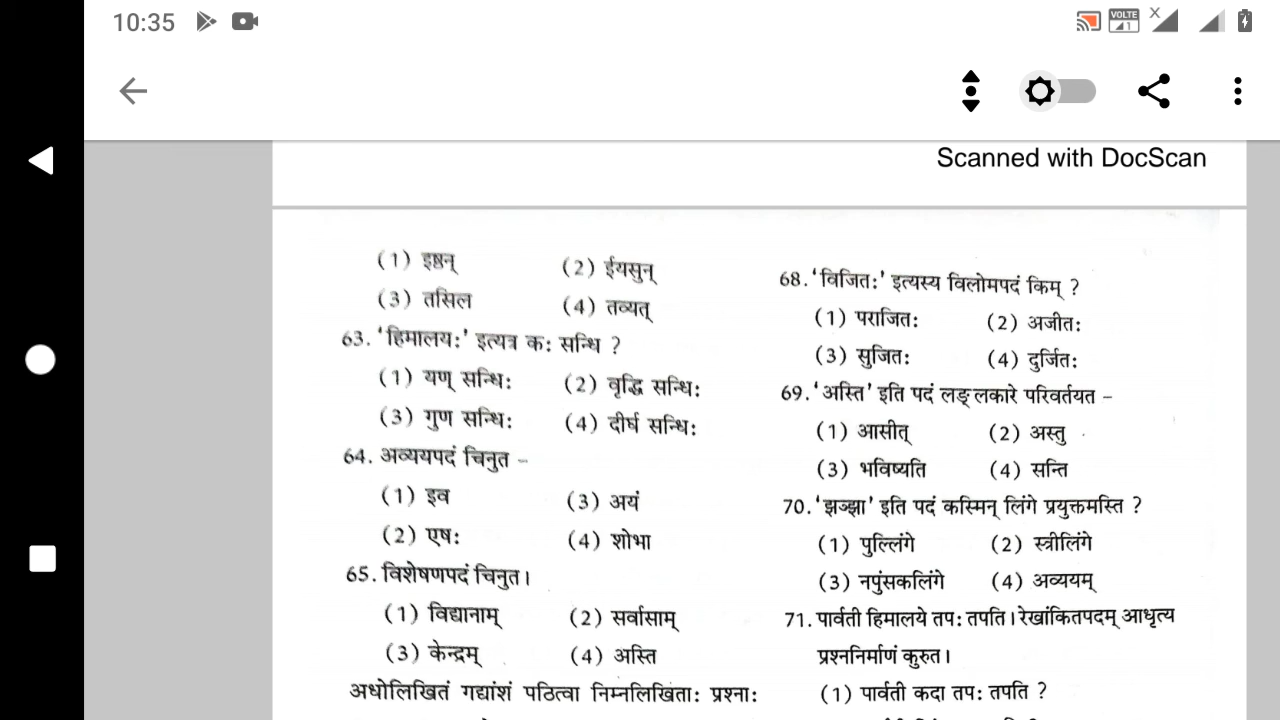 10:35
VOLTE
1
Scanned with DocScan
(1) इष्ठन् (2) ईयसुन्
(3) तसिल (4) तव्यत्
63. 'हिमालय:' इत्यत्र क: सन्धि ?
(1) यण् सन्धि: (2) वृद्धि सन्धि:
(3) गुण सन्धि: (4) दीर्घ सन्धि:
64. अव्ययपदं चिनुत –
(1) इव (3) अयं
(2) एष: (4) शोभा
65. विशेषणपदं चिनुत।
(1) विद्यानाम् (2) सर्वासाम्
(3) केन्द्रम् (4) अस्ति
अधोलिखितं गद्यांशं पठित्वा निम्नलिखिता: प्रश्ना:
68. 'विजित:' इत्यस्य विलोमपदं किम् ?
(1) पराजित: (2) अजीत:
(3) सुजित: (4) दुर्जित:
69. 'अस्ति' इति पदं लङ्लकारे परिवर्तयत –
(1) आसीत् (2) अस्तु
(3) भविष्यति (4) सन्ति
70. 'झञ्झा' इति पदं कस्मिन् लिंगे प्रयुक्तमस्ति ?
(1) पुल्लिंगे (2) स्त्रीलिंगे
(3) नपुंसकलिंगे (4) अव्ययम्
71. पार्वती हिमालये तप: तपति। रेखांकितपदम् आधृत्य
प्रश्ननिर्माणं कुरुत।
(1) पार्वती कदा तप: तपति ?